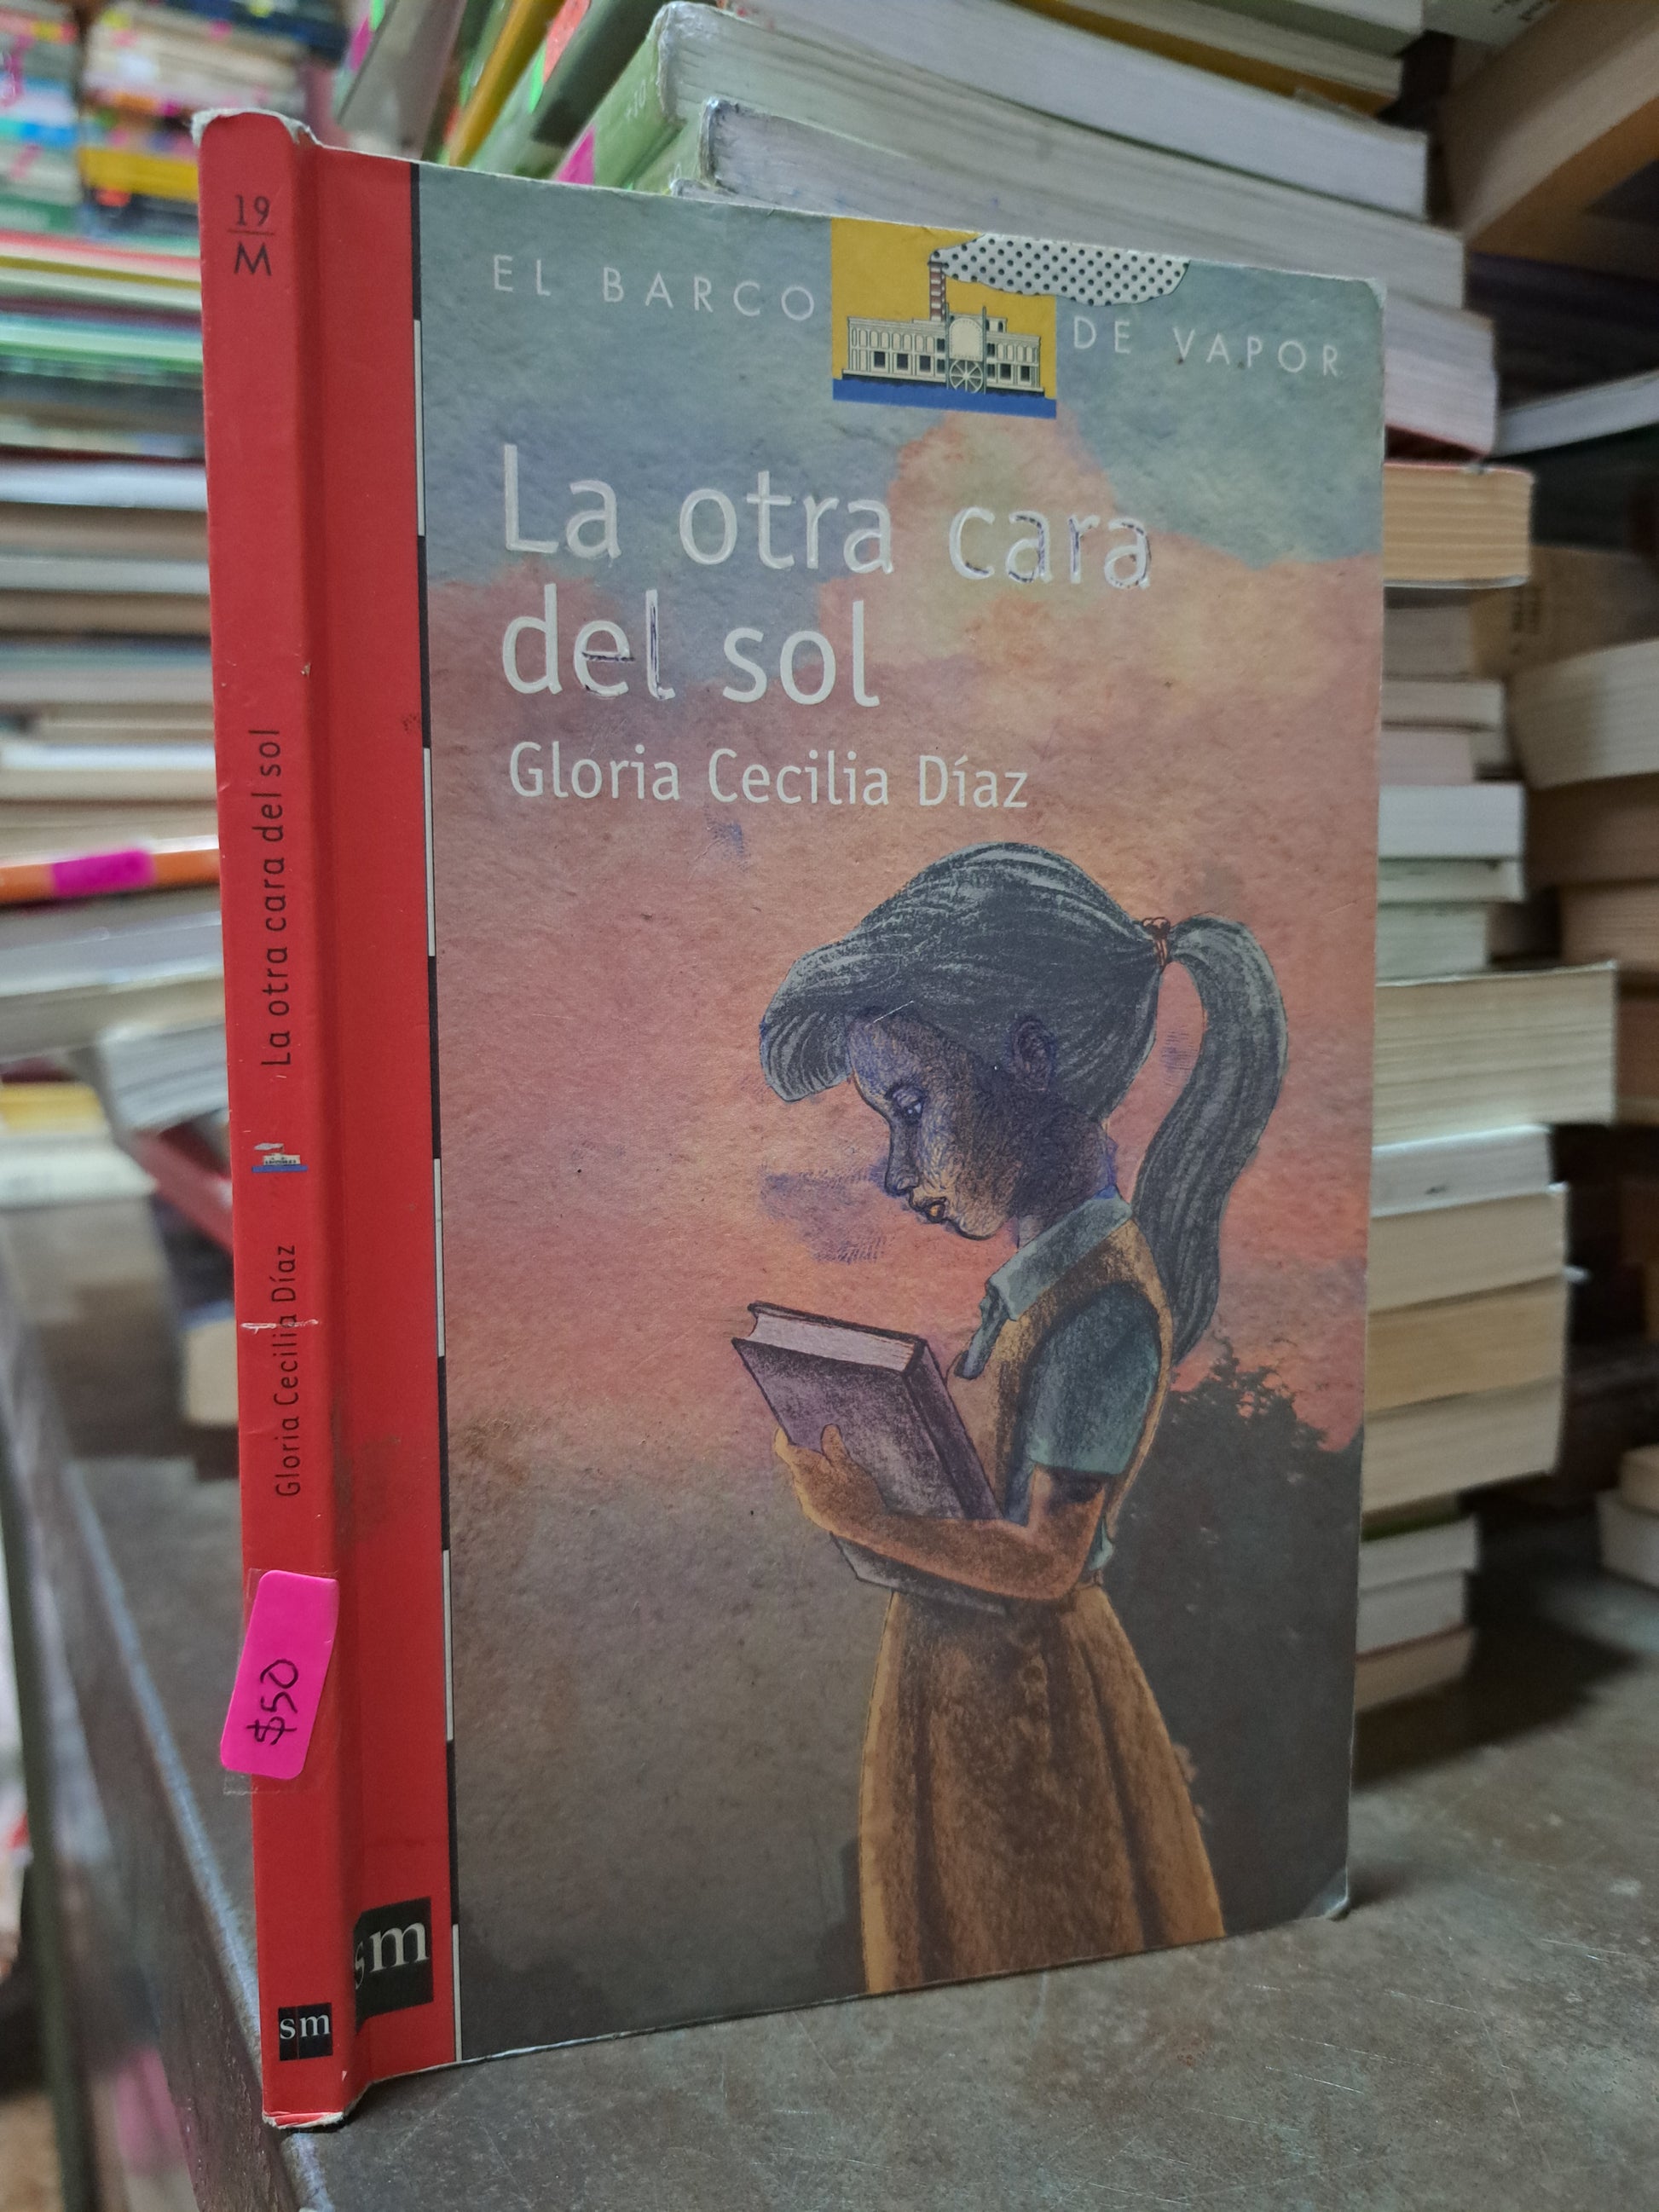 19
M
La otra cara del sol
Gloria Cecilia Díaz
$50
sm
sm
EL BARCO DE VAPOR
La otra cara
del sol
Gloria Cecilia Díaz